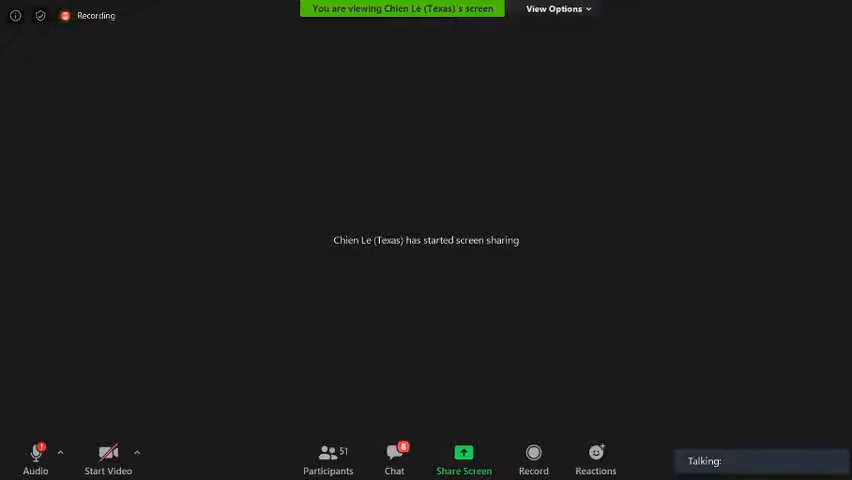 You are viewing Chien Le (Texas)'s screen
View Options
Recording
Chien Le (Texas) has started screen sharing
51
8
Audio
Start Video
Participants
Chat
Share Screen
Record
Reactions
Talking: